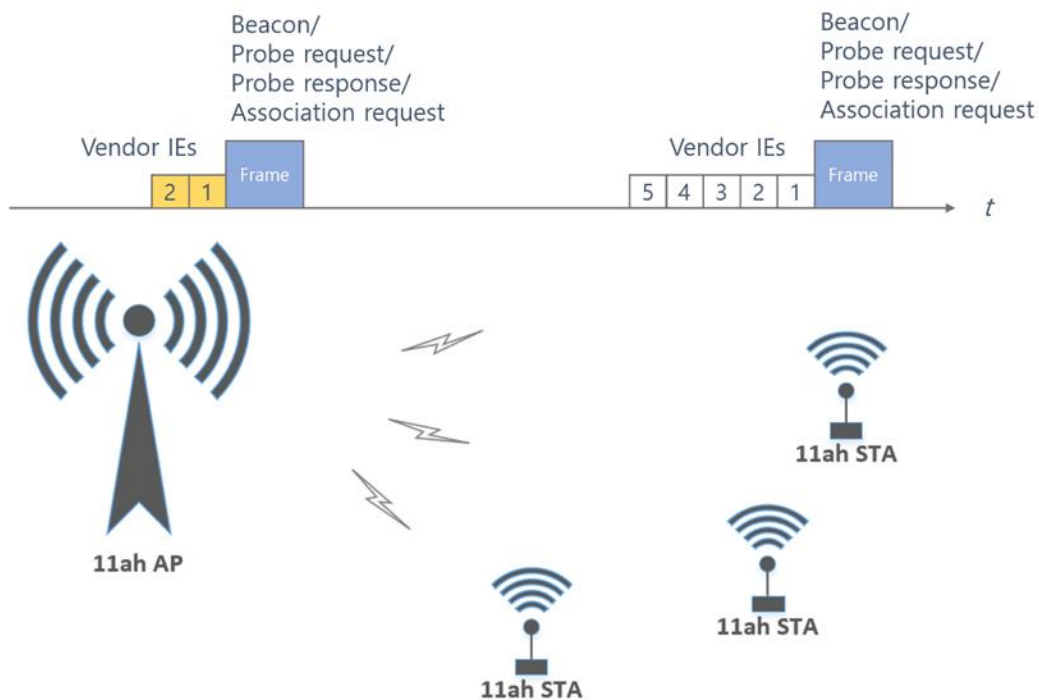 Beacon/
Probe request/
Probe response/
Association request
Vendor IEs
2 1 Frame
Beacon/
Probe request/
Probe response/
Association request
Vendor IEs
5 4 3 2 1 Frame
t
11ah AP
11ah STA
11ah STA
11ah STA